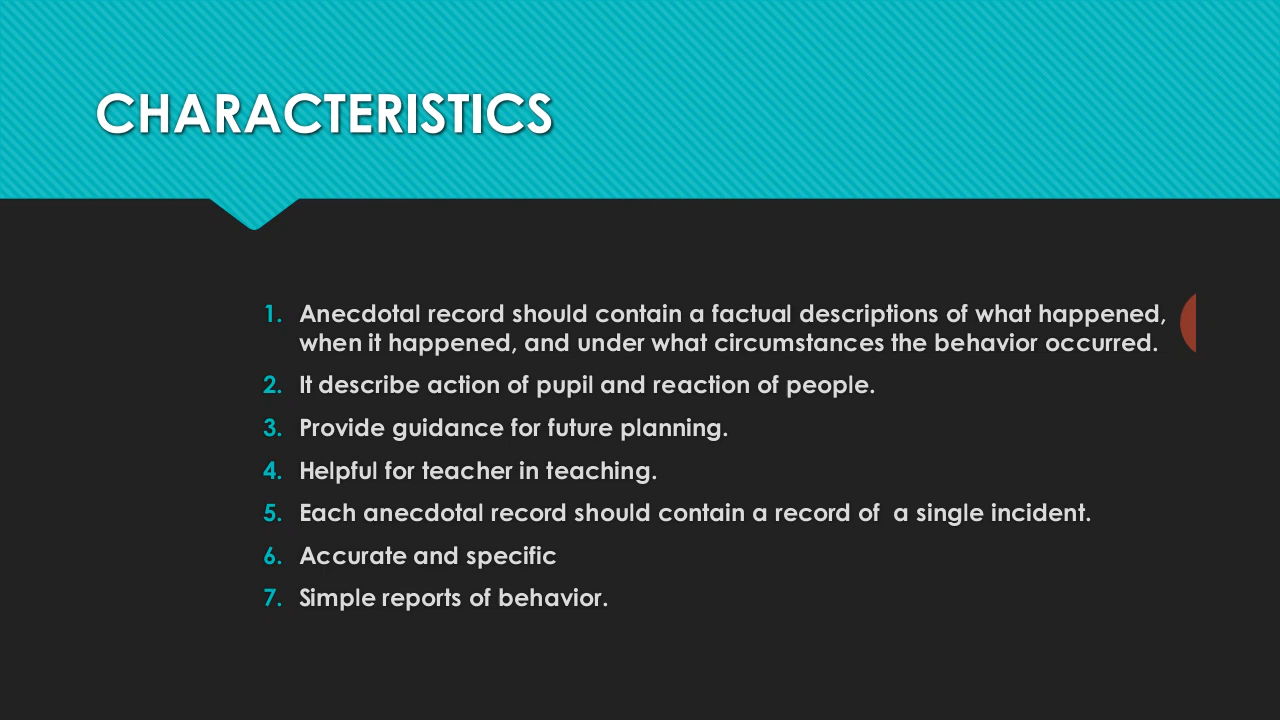 CHARACTERISTICS
1. Anecdotal record should contain a factual descriptions of what happened,
when it happened, and under what circumstances the behavior occurred.
2. It describe action of pupil and reaction of people.
3. Provide guidance for future planning.
4. Helpful for teacher in teaching.
5. Each anecdotal record should contain a record of  a single incident.
6. Accurate and specific
7. Simple reports of behavior.